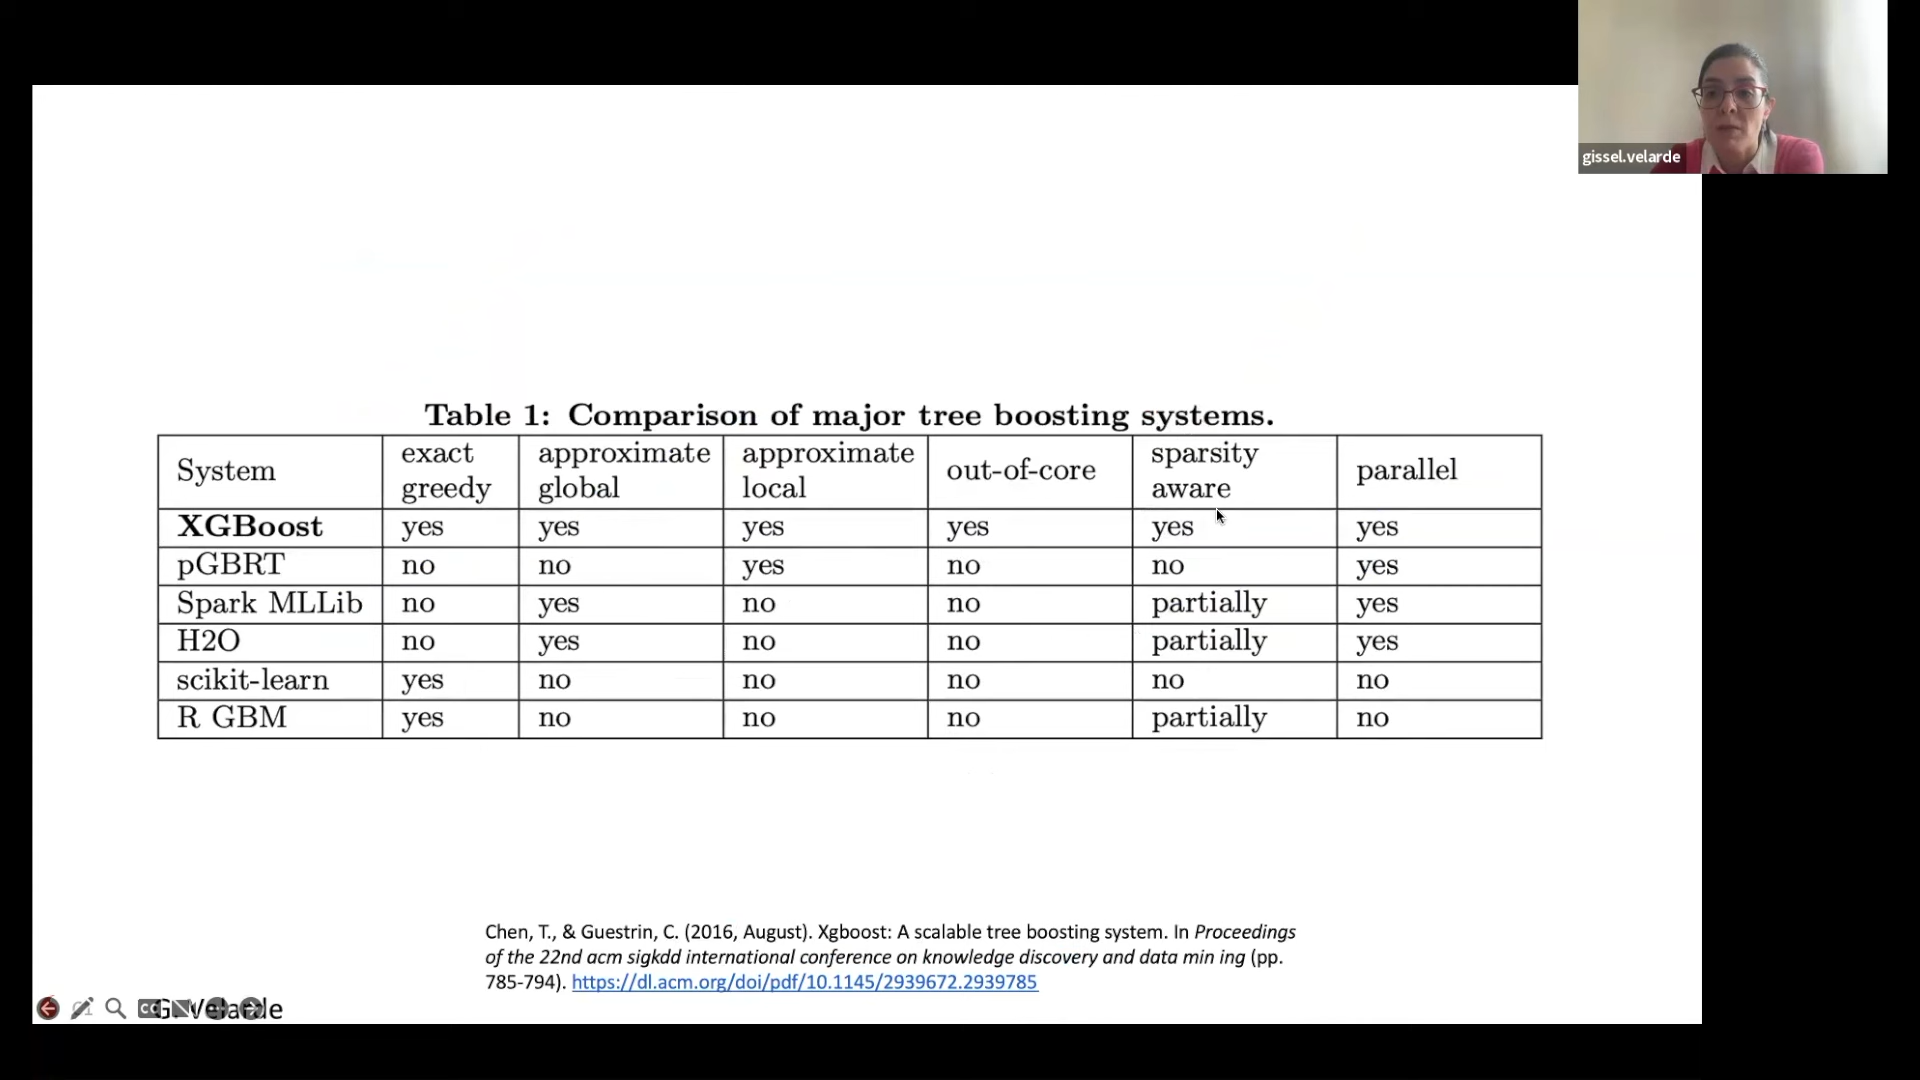 gissel.velarde
Table 1: Comparison of major tree boosting systems.
System exact greedy approximate global approximate local out-of-core sparsity aware parallel
XGBoost yes yes yes yes yes yes
pGBRT no no yes no no yes
Spark MLLib no yes no no partially yes
H2O no yes no no partially yes
scikit-learn yes no no no no no
R GBM yes no no no partially no
Chen, T., & Guestrin, C. (2016, August). Xgboost: A scalable tree boosting system. In Proceedings
of the 22nd acm sigkdd international conference on knowledge discovery and data min ing (pp.
785-794). https://dl.acm.org/doi/pdf/10.1145/2939672.2939785
G. Velarde